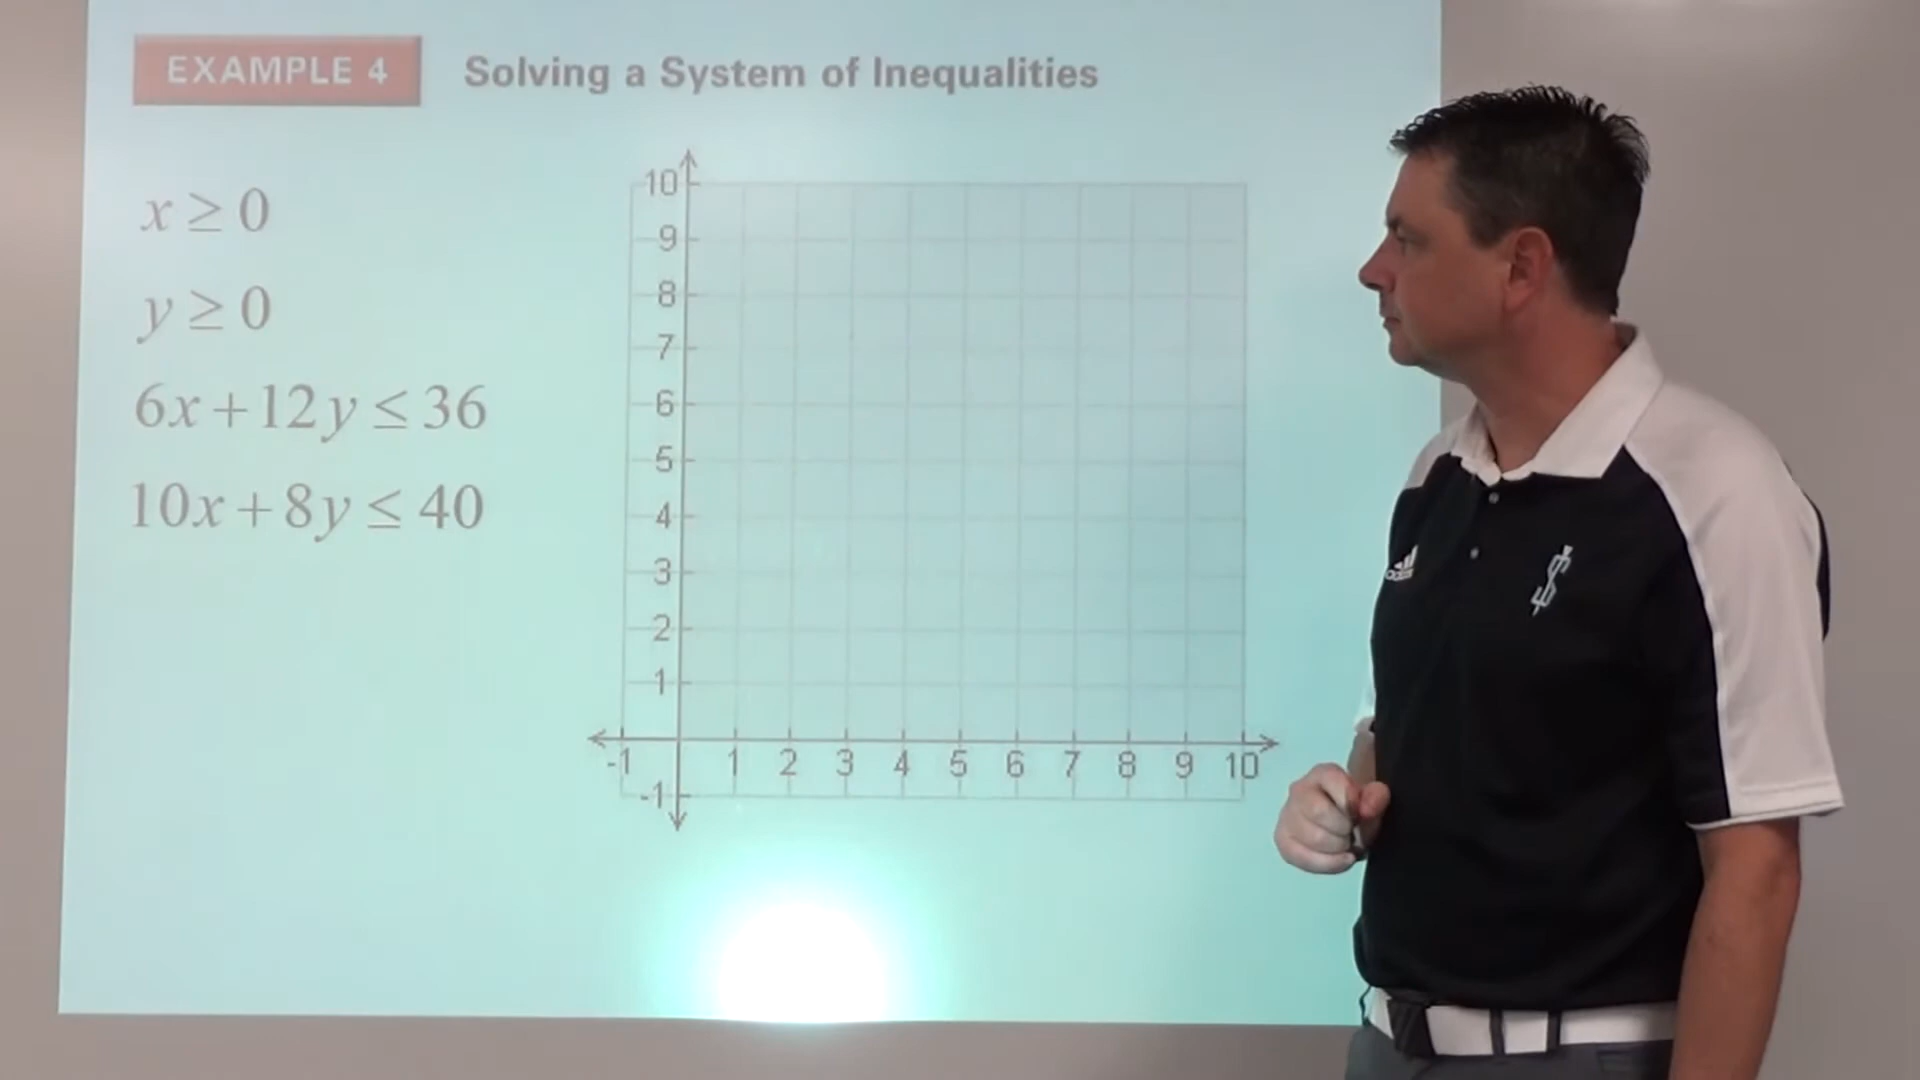 EXAMPLE 4 Solving a System of Inequalities
x ≥ 0
y ≥ 0
6x + 12y ≤ 36
10x + 8y ≤ 40
10
9
8
7
6
5
4
3
2
1
-1 1 2 3 4 5 6 7 8 9 10
-1
adidas